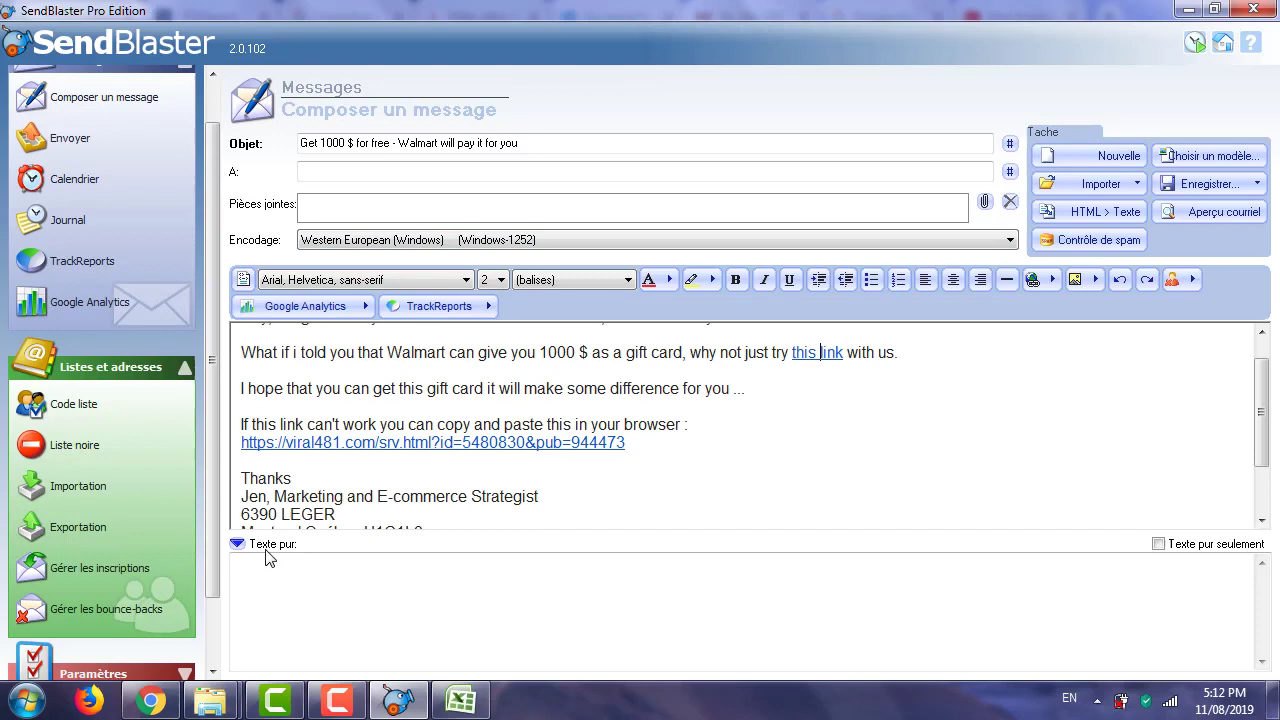 SendBlaster Pro Edition
SendBlaster 2.0.102
Composer un message
Envoyer
Calendrier
Journal
TrackReports
Google Analytics
Listes et adresses
Code liste
Liste noire
Importation
Exportation
Gérer les inscriptions
Gérer les bounce-backs
Paramètres
Messages
Composer un message
Objet: Get 1000 $ for free - Walmart will pay it for you #
A: #
Pièces jointes:
Encodage: Western European (Windows) (Windows-1252)
Tache
Nouvelle Choisir un modèle...
Importer Enregistrer...
HTML > Texte Aperçu courriel
Contrôle de spam
Arial, Helvetica, sans-serif 2 (balises) A B I U
Google Analytics TrackReports
What if i told you that Walmart can give you 1000 $ as a gift card, why not just try this link with us.
I hope that you can get this gift card it will make some difference for you ...
If this link can't work you can copy and paste this in your browser :
https://viral481.com/srv.html?id=5480830&pub=944473
Thanks
Jen, Marketing and E-commerce Strategist
6390 LEGER
Texte pur: Texte pur seulement
EN 5:12 PM
11/08/2019